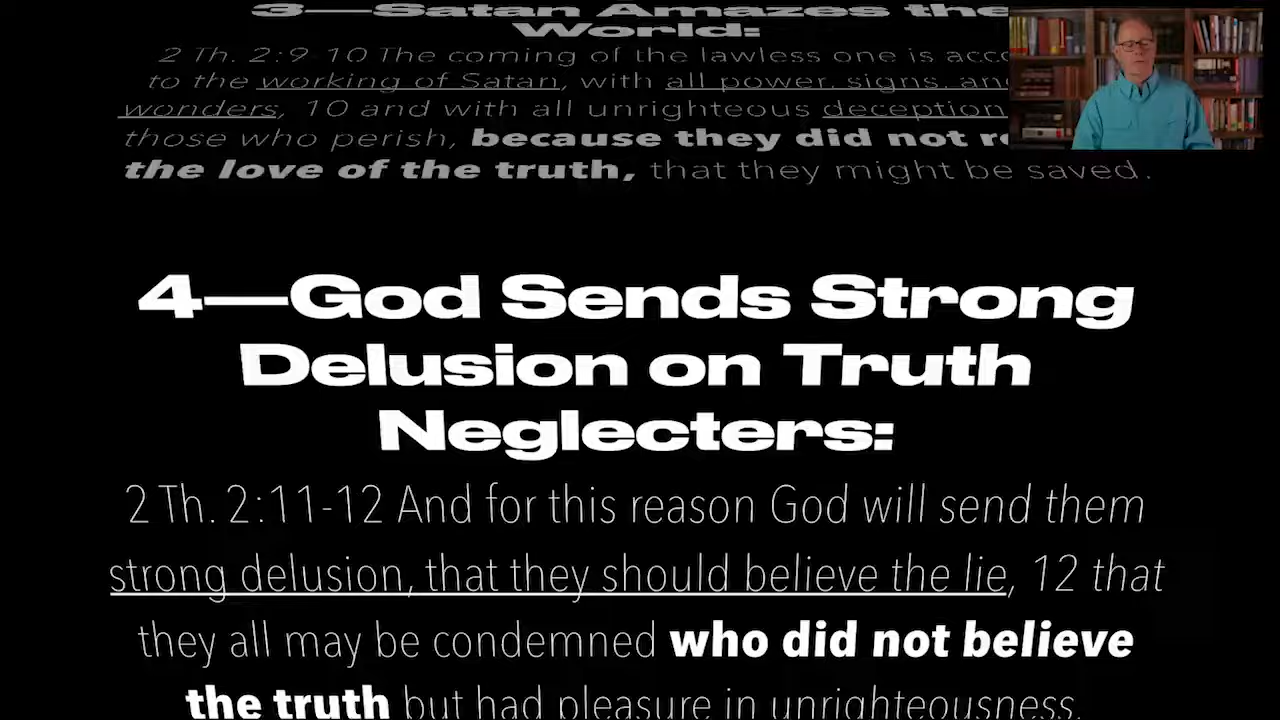 3—Satan Amazes the
World:
2 Th. 2:9-10 The coming of the lawless one is
to the working of Satan, with all power, signs,
wonders, 10 and with all unrighteous deception
those who perish, because they did not
the love of the truth, that they might be saved.
4—God Sends Strong
Delusion on Truth
Neglecters:
2 Th. 2:11-12 And for this reason God will send them
strong delusion, that they should believe the lie, 12 that
they all may be condemned who did not believe
the truth but had pleasure in unrighteousness.